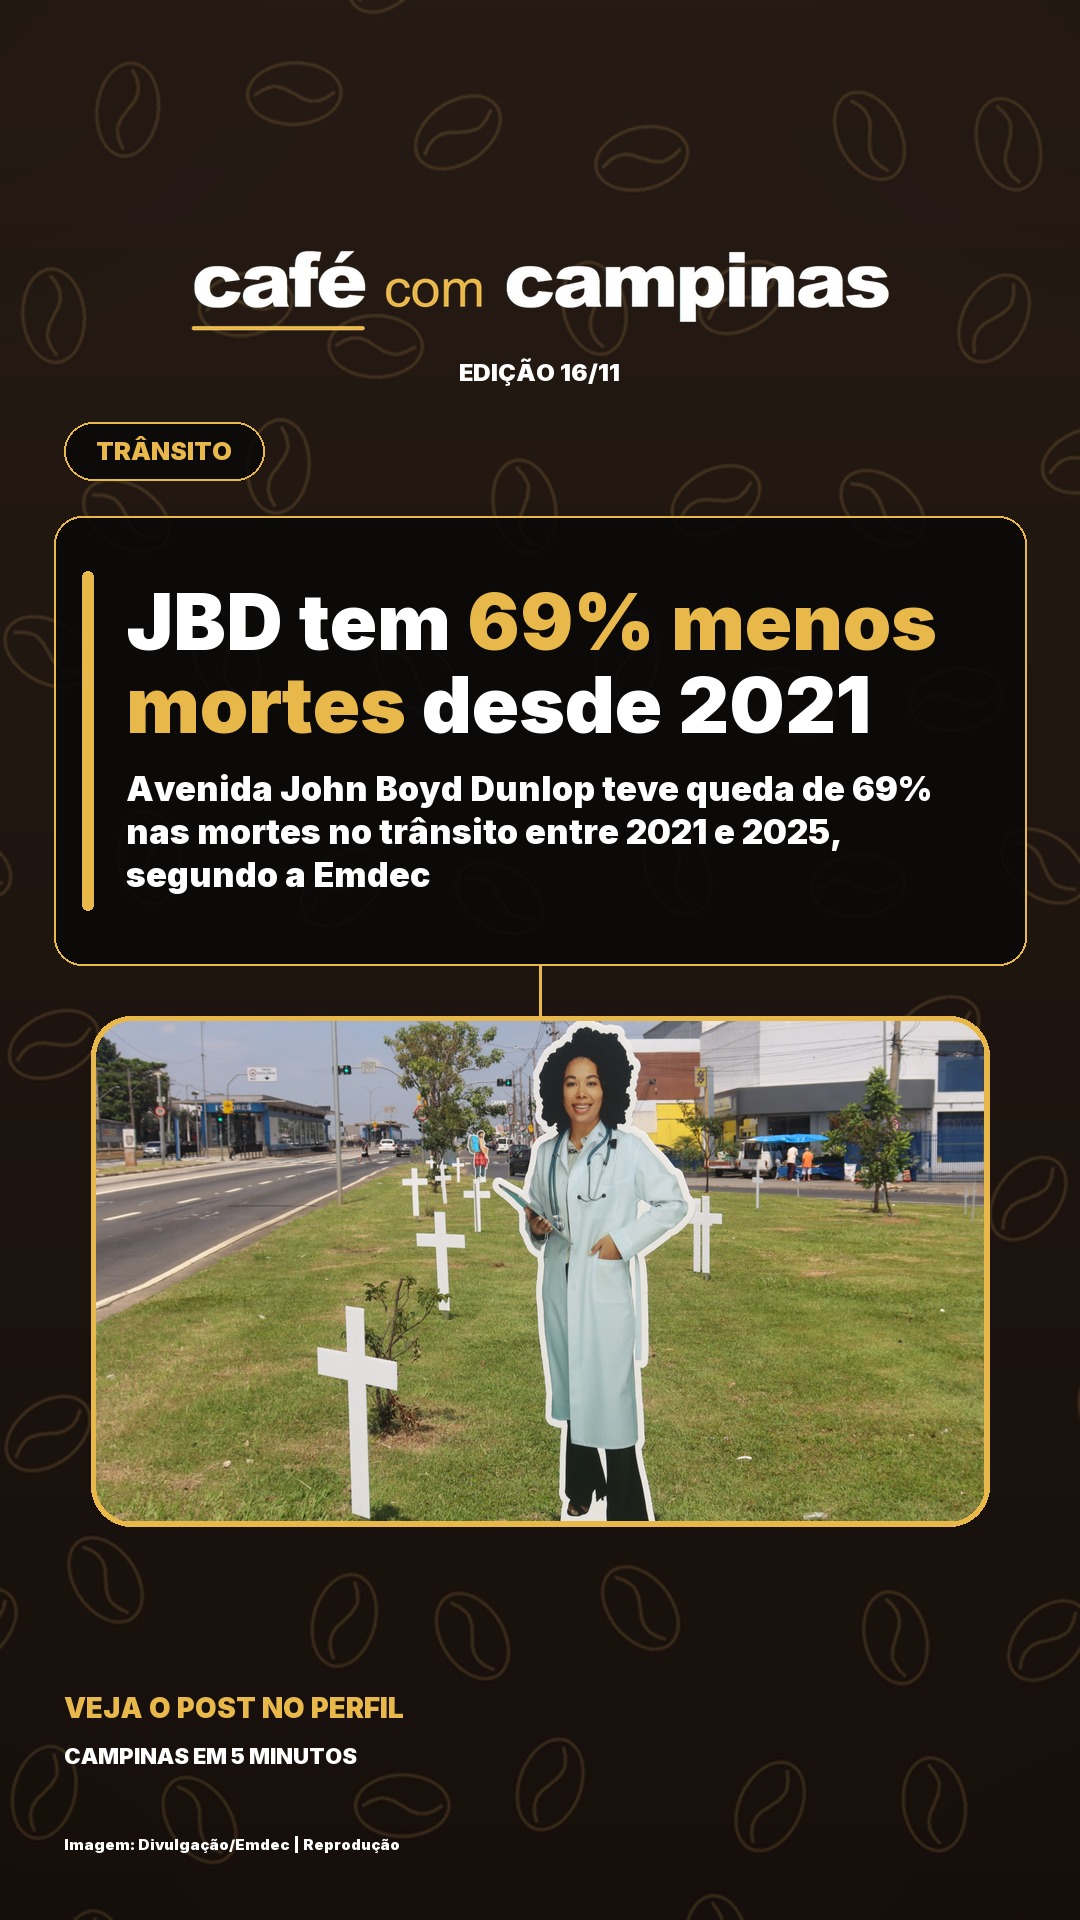 café com campinas
EDIÇÃO 16/11
TRÂNSITO
JBD tem 69% menos
mortes desde 2021
Avenida John Boyd Dunlop teve queda de 69%
nas mortes no trânsito entre 2021 e 2025,
segundo a Emdec
VEJA O POST NO PERFIL
CAMPINAS EM 5 MINUTOS
Imagem: Divulgação/Emdec | Reprodução